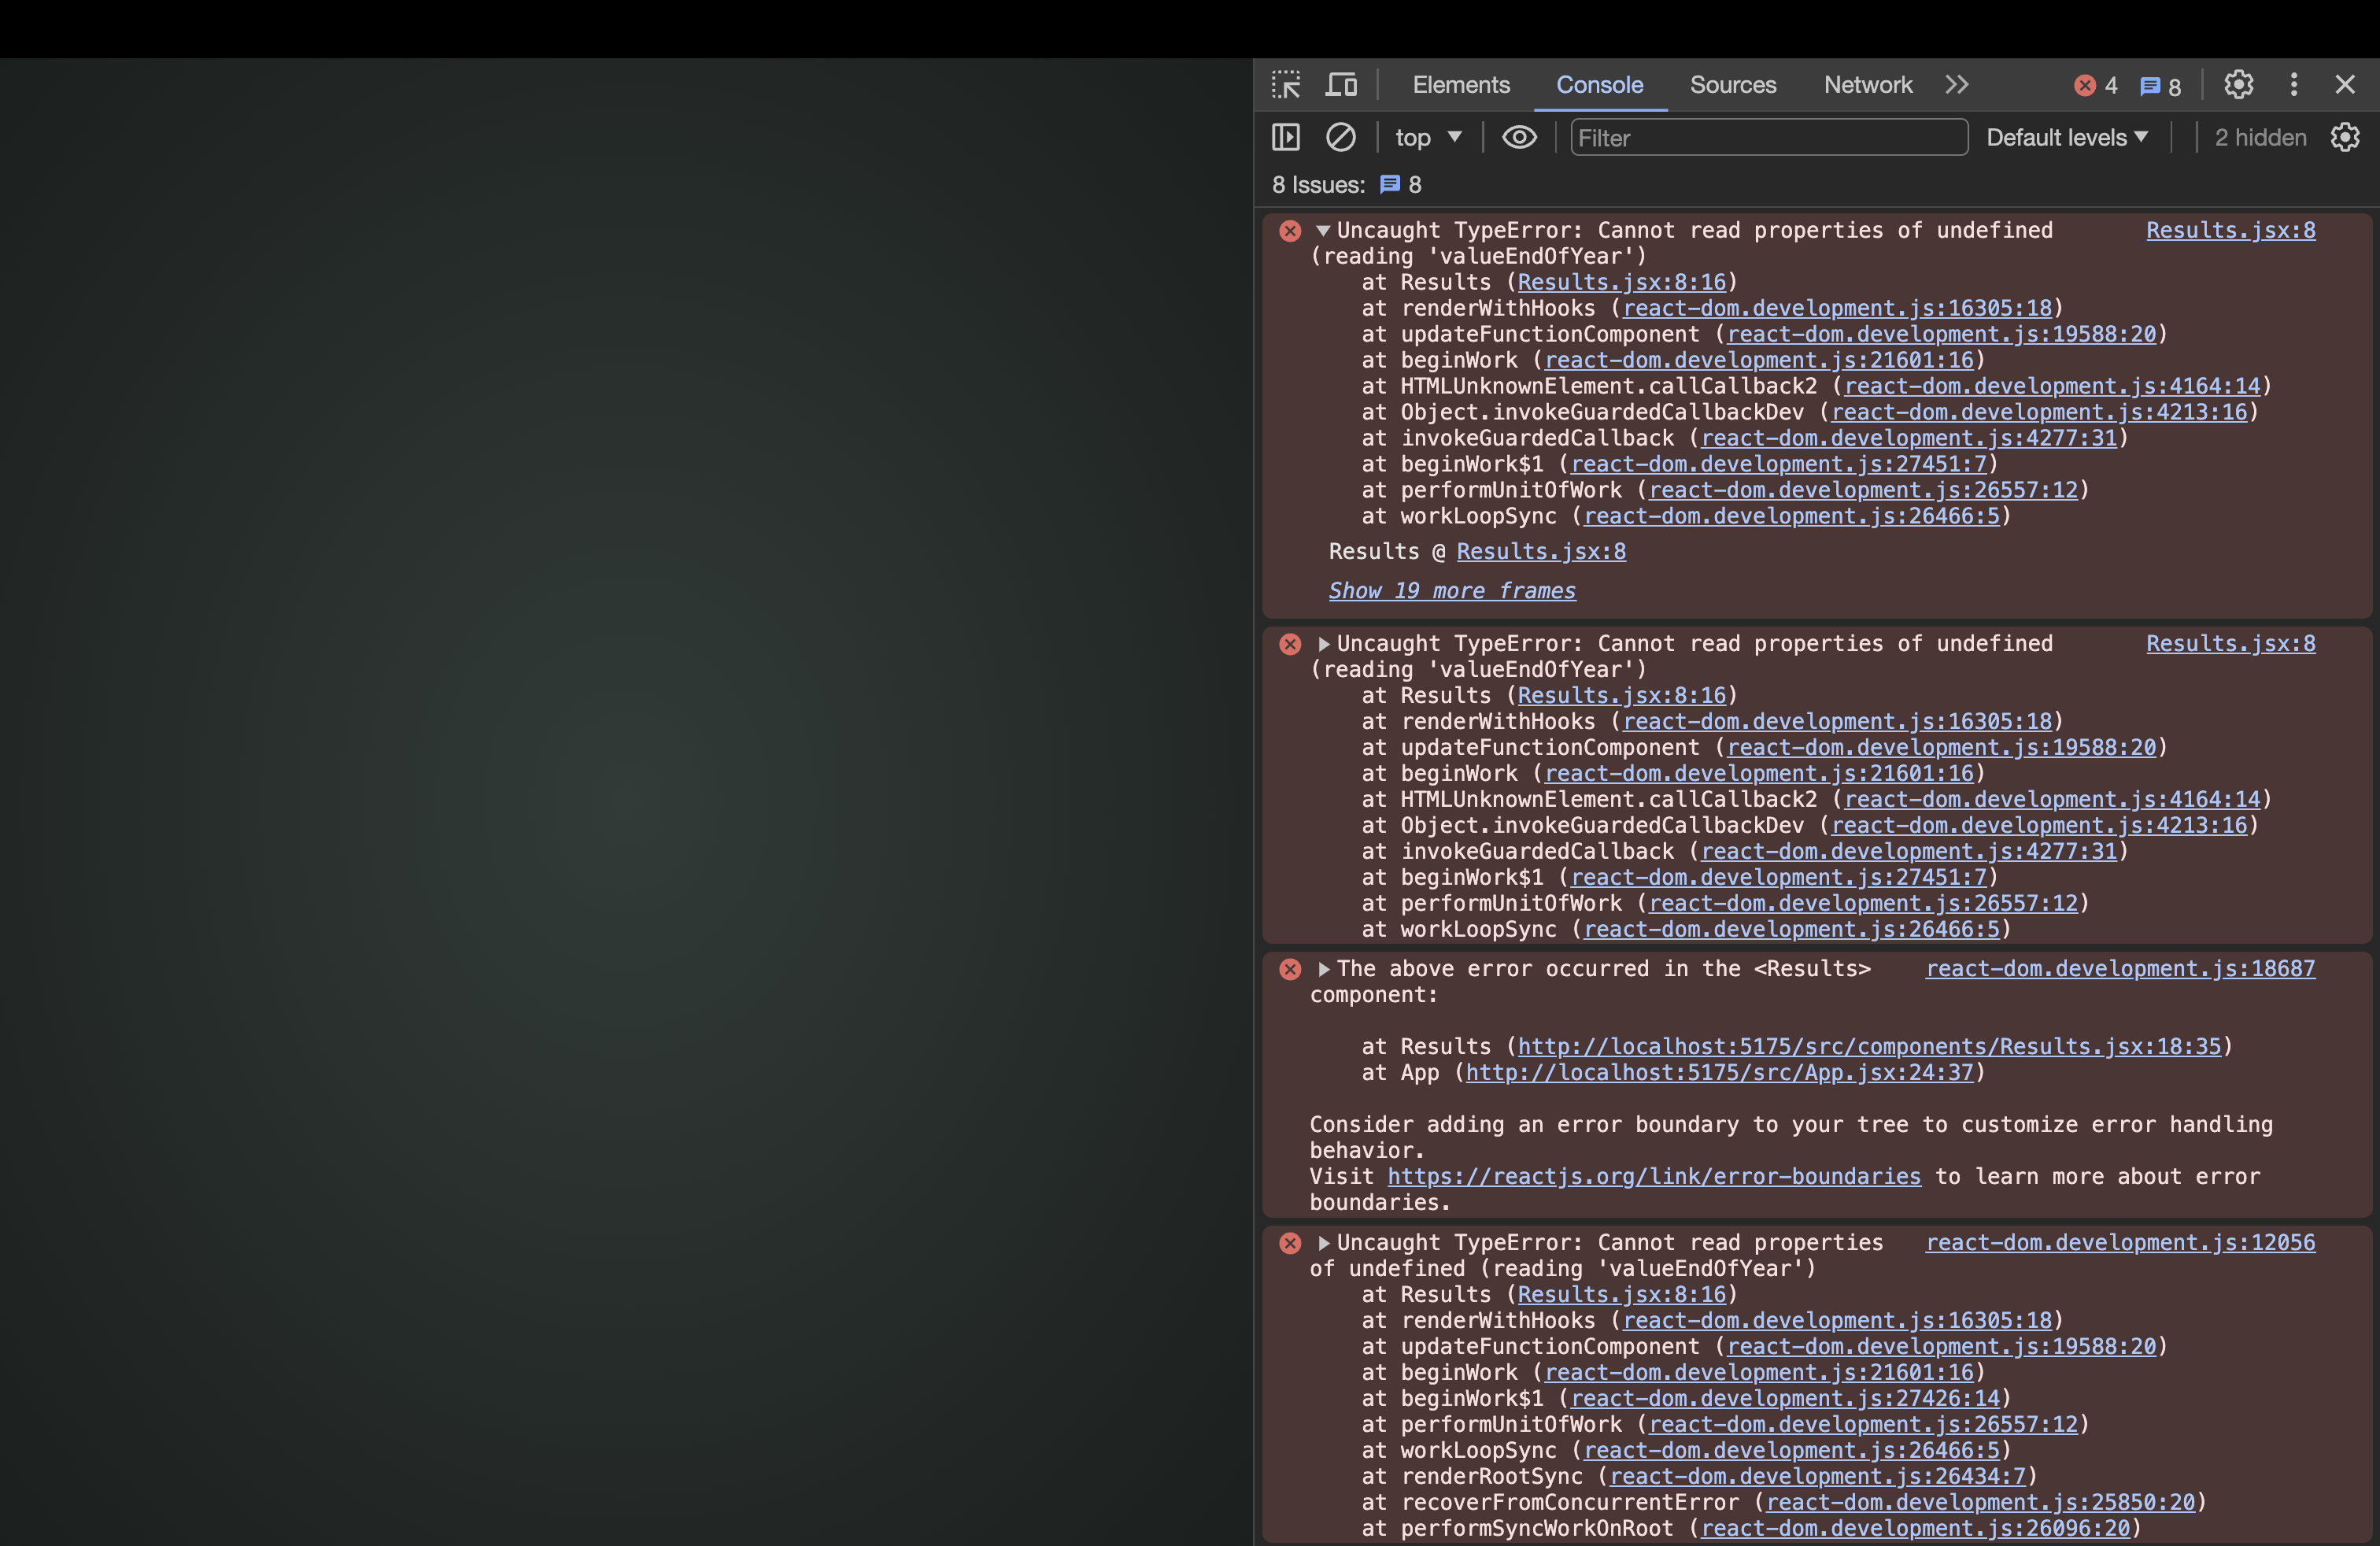 Elements Console Sources Network 4 8
top Filter Default levels 2 hidden
8 Issues: 8
Uncaught TypeError: Cannot read properties of undefined Results.jsx:8
(reading 'valueEndOfYear')
at Results (Results.jsx:8:16)
at renderWithHooks (react-dom.development.js:16305:18)
at updateFunctionComponent (react-dom.development.js:19588:20)
at beginWork (react-dom.development.js:21601:16)
at HTMLUnknownElement.callCallback2 (react-dom.development.js:4164:14)
at Object.invokeGuardedCallbackDev (react-dom.development.js:4213:16)
at invokeGuardedCallback (react-dom.development.js:4277:31)
at beginWork$1 (react-dom.development.js:27451:7)
at performUnitOfWork (react-dom.development.js:26557:12)
at workLoopSync (react-dom.development.js:26466:5)
Results @ Results.jsx:8
Show 19 more frames
Uncaught TypeError: Cannot read properties of undefined Results.jsx:8
(reading 'valueEndOfYear')
at Results (Results.jsx:8:16)
at renderWithHooks (react-dom.development.js:16305:18)
at updateFunctionComponent (react-dom.development.js:19588:20)
at beginWork (react-dom.development.js:21601:16)
at HTMLUnknownElement.callCallback2 (react-dom.development.js:4164:14)
at Object.invokeGuardedCallbackDev (react-dom.development.js:4213:16)
at invokeGuardedCallback (react-dom.development.js:4277:31)
at beginWork$1 (react-dom.development.js:27451:7)
at performUnitOfWork (react-dom.development.js:26557:12)
at workLoopSync (react-dom.development.js:26466:5)
The above error occurred in the <Results> react-dom.development.js:18687
component:
at Results (http://localhost:5175/src/components/Results.jsx:18:35)
at App (http://localhost:5175/src/App.jsx:24:37)
Consider adding an error boundary to your tree to customize error handling
behavior.
Visit https://reactjs.org/link/error-boundaries to learn more about error
boundaries.
Uncaught TypeError: Cannot read properties react-dom.development.js:12056
of undefined (reading 'valueEndOfYear')
at Results (Results.jsx:8:16)
at renderWithHooks (react-dom.development.js:16305:18)
at updateFunctionComponent (react-dom.development.js:19588:20)
at beginWork (react-dom.development.js:21601:16)
at beginWork$1 (react-dom.development.js:27426:14)
at performUnitOfWork (react-dom.development.js:26557:12)
at workLoopSync (react-dom.development.js:26466:5)
at renderRootSync (react-dom.development.js:26434:7)
at recoverFromConcurrentError (react-dom.development.js:25850:20)
at performSyncWorkOnRoot (react-dom.development.js:26096:20)